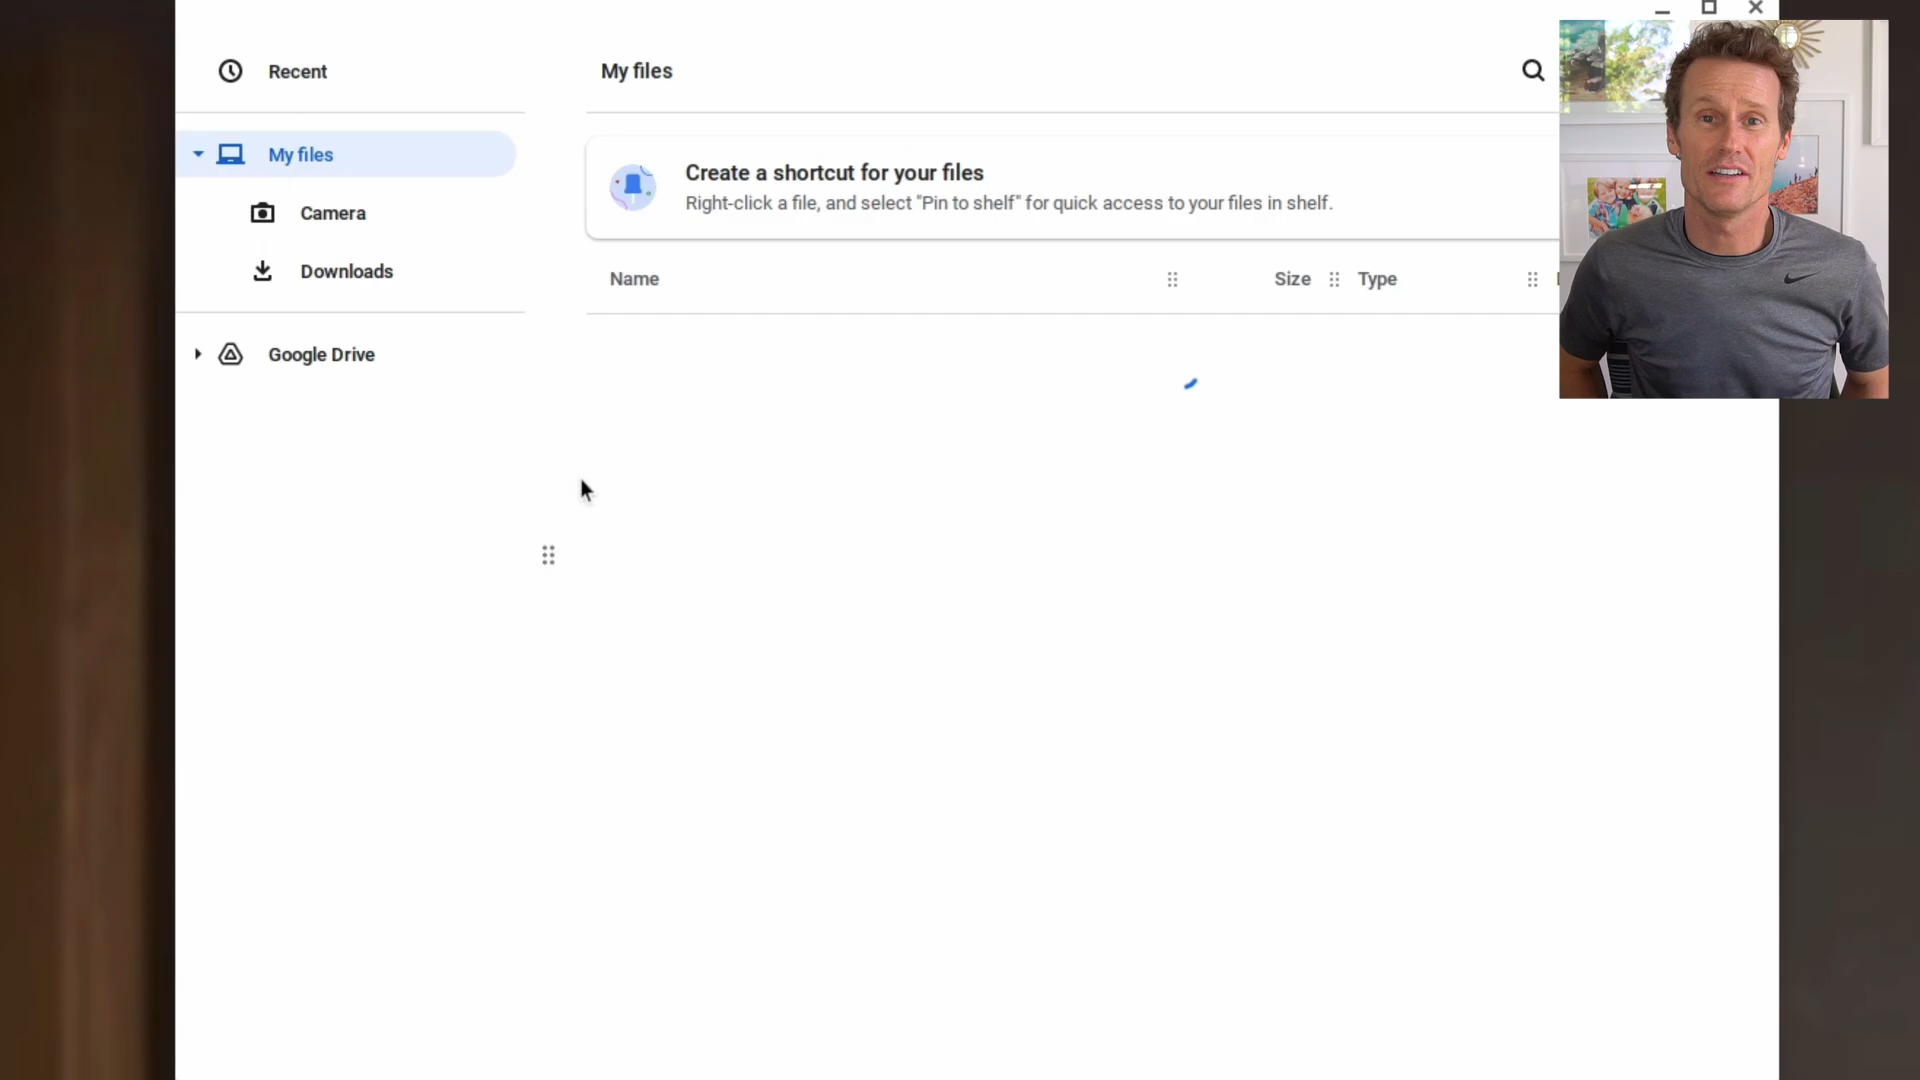 Recent
My files
Camera
Downloads
Google Drive
My files
Create a shortcut for your files
Right-click a file, and select "Pin to shelf" for quick access to your files in shelf.
Name Size Type